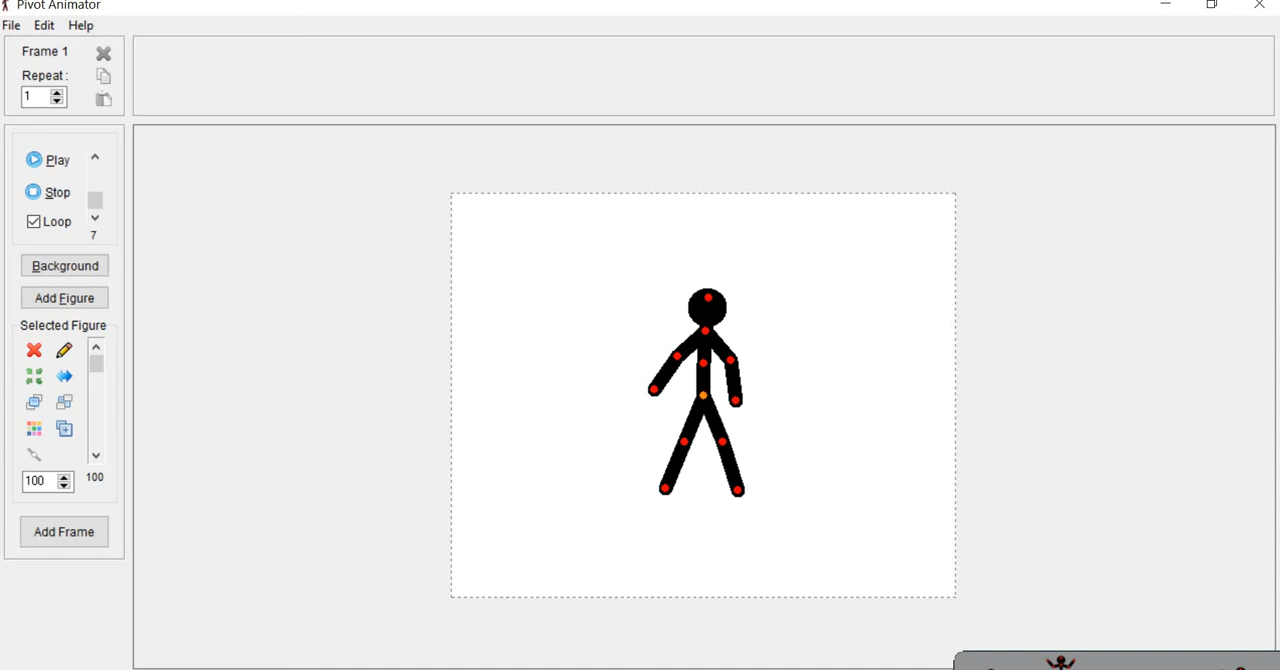 Pivot Animator
File Edit Help
Frame 1
Repeat:
1
Play
Stop
Loop
7
Background
Add Figure
Selected Figure
100
100
Add Frame